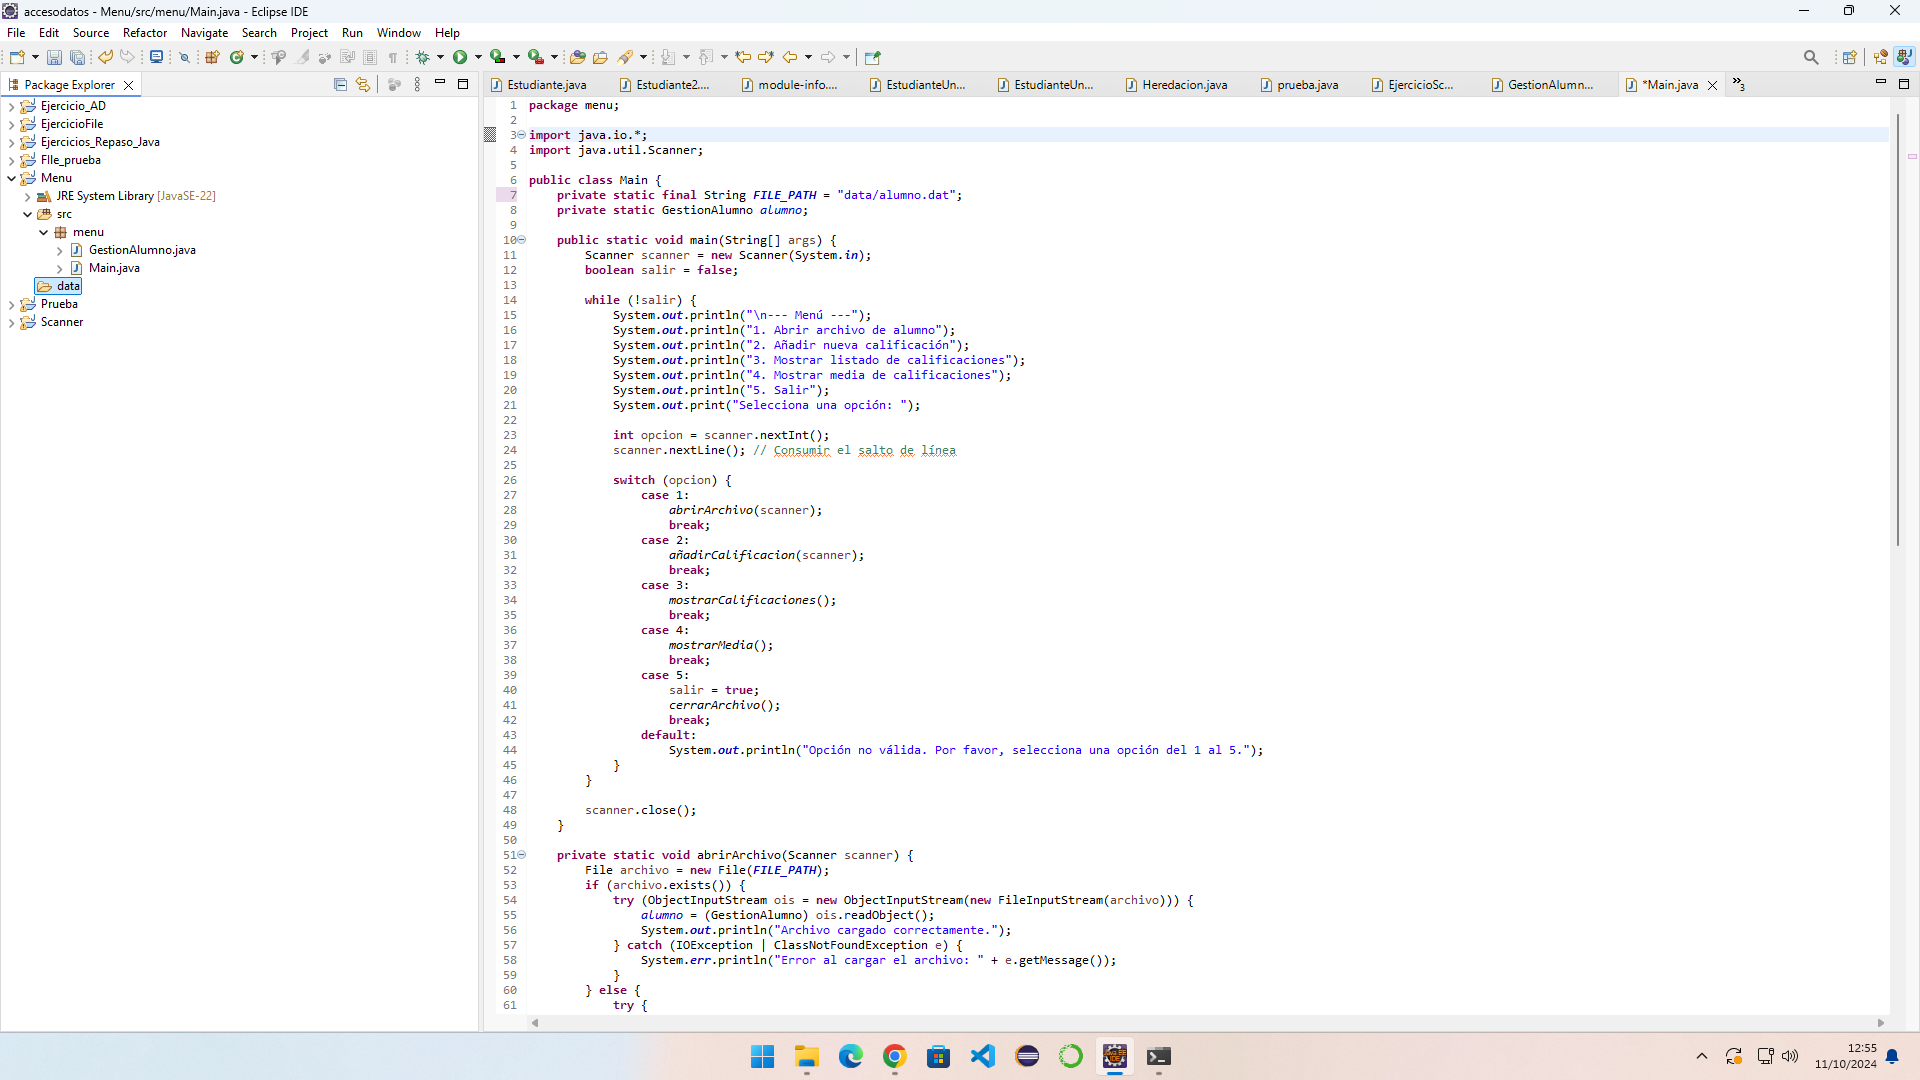 accesodatos - Menu/src/menu/Main.java - Eclipse IDE
File Edit Source Refactor Navigate Search Project Run Window Help
Package Explorer
Ejercicio_AD
EjercicioFile
Ejercicios_Repaso_Java
FIle_prueba
Menu
JRE System Library [JavaSE-22]
src
menu
GestionAlumno.java
Main.java
data
Prueba
Scanner
Estudiante.java Estudiante2.... module-info.... EstudianteUn... EstudianteUn... Heredacion.java prueba.java EjercicioSc... GestionAlumn... *Main.java »3
1 package menu;
2
3 import java.io.*;
4 import java.util.Scanner;
5
6 public class Main {
7 private static final String FILE_PATH = "data/alumno.dat";
8 private static GestionAlumno alumno;
9
10 public static void main(String[] args) {
11 Scanner scanner = new Scanner(System.in);
12 boolean salir = false;
13
14 while (!salir) {
15 System.out.println("\n--- Menú ---");
16 System.out.println("1. Abrir archivo de alumno");
17 System.out.println("2. Añadir nueva calificación");
18 System.out.println("3. Mostrar listado de calificaciones");
19 System.out.println("4. Mostrar media de calificaciones");
20 System.out.println("5. Salir");
21 System.out.print("Selecciona una opción: ");
22
23 int opcion = scanner.nextInt();
24 scanner.nextLine(); // Consumir el salto de línea
25
26 switch (opcion) {
27 case 1:
28 abrirArchivo(scanner);
29 break;
30 case 2:
31 añadirCalificacion(scanner);
32 break;
33 case 3:
34 mostrarCalificaciones();
35 break;
36 case 4:
37 mostrarMedia();
38 break;
39 case 5:
40 salir = true;
41 cerrarArchivo();
42 break;
43 default:
44 System.out.println("Opción no válida. Por favor, selecciona una opción del 1 al 5.");
45 }
46 }
47
48 scanner.close();
49 }
50
51 private static void abrirArchivo(Scanner scanner) {
52 File archivo = new File(FILE_PATH);
53 if (archivo.exists()) {
54 try (ObjectInputStream ois = new ObjectInputStream(new FileInputStream(archivo))) {
55 alumno = (GestionAlumno) ois.readObject();
56 System.out.println("Archivo cargado correctamente.");
57 } catch (IOException | ClassNotFoundException e) {
58 System.err.println("Error al cargar el archivo: " + e.getMessage());
59 }
60 } else {
61 try {
12:55
11/10/2024